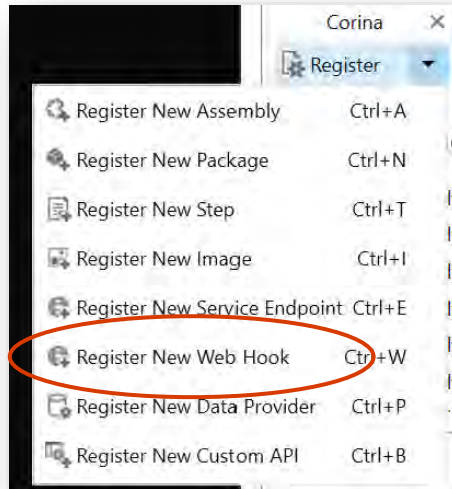 Corina
Register
Register New Assembly Ctrl+A
Register New Package Ctrl+N
Register New Step Ctrl+T
Register New Image Ctrl+I
Register New Service Endpoint Ctrl+E
Register New Web Hook Ctrl+W
Register New Data Provider Ctrl+P
Register New Custom API Ctrl+B